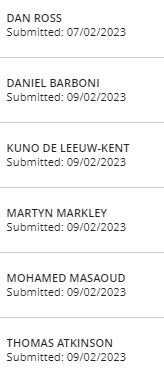 DAN ROSS
Submitted: 07/02/2023
DANIEL BARBONI
Submitted: 09/02/2023
KUNO DE LEEUW-KENT
Submitted: 09/02/2023
MARTYN MARKLEY
Submitted: 09/02/2023
MOHAMED MASAOUD
Submitted: 09/02/2023
THOMAS ATKINSON
Submitted: 09/02/2023